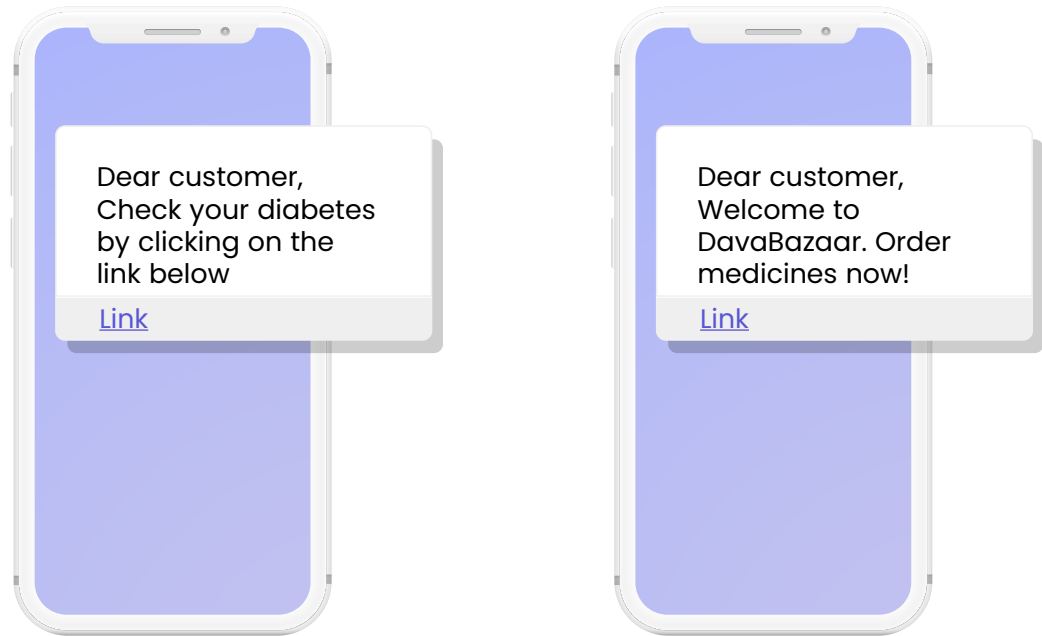 Dear customer,
Check your diabetes
by clicking on the
link below
Link
Dear customer,
Welcome to
DavaBazaar. Order
medicines now!
Link